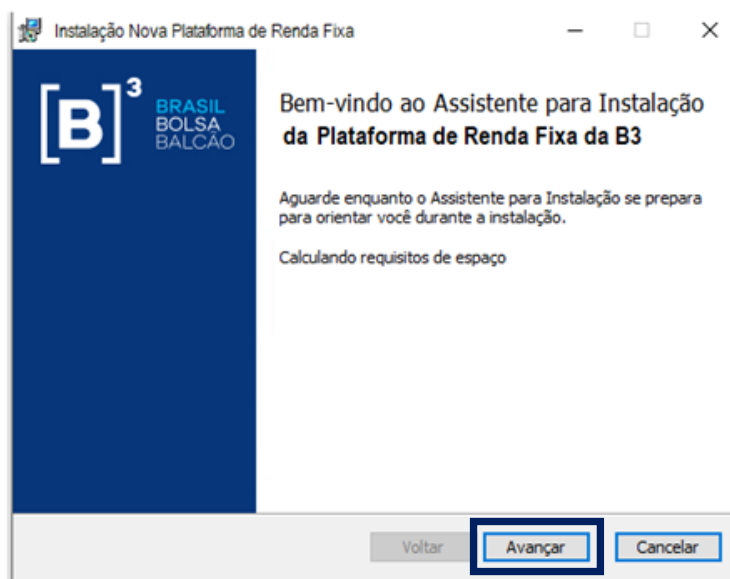 Instalação Nova Plataforma de Renda Fixa
[B]³
BRASIL
BOLSA
BALCÃO
Bem-vindo ao Assistente para Instalação
da Plataforma de Renda Fixa da B3
Aguarde enquanto o Assistente para Instalação se prepara
para orientar você durante a instalação.
Calculando requisitos de espaço
Voltar
Avançar
Cancelar